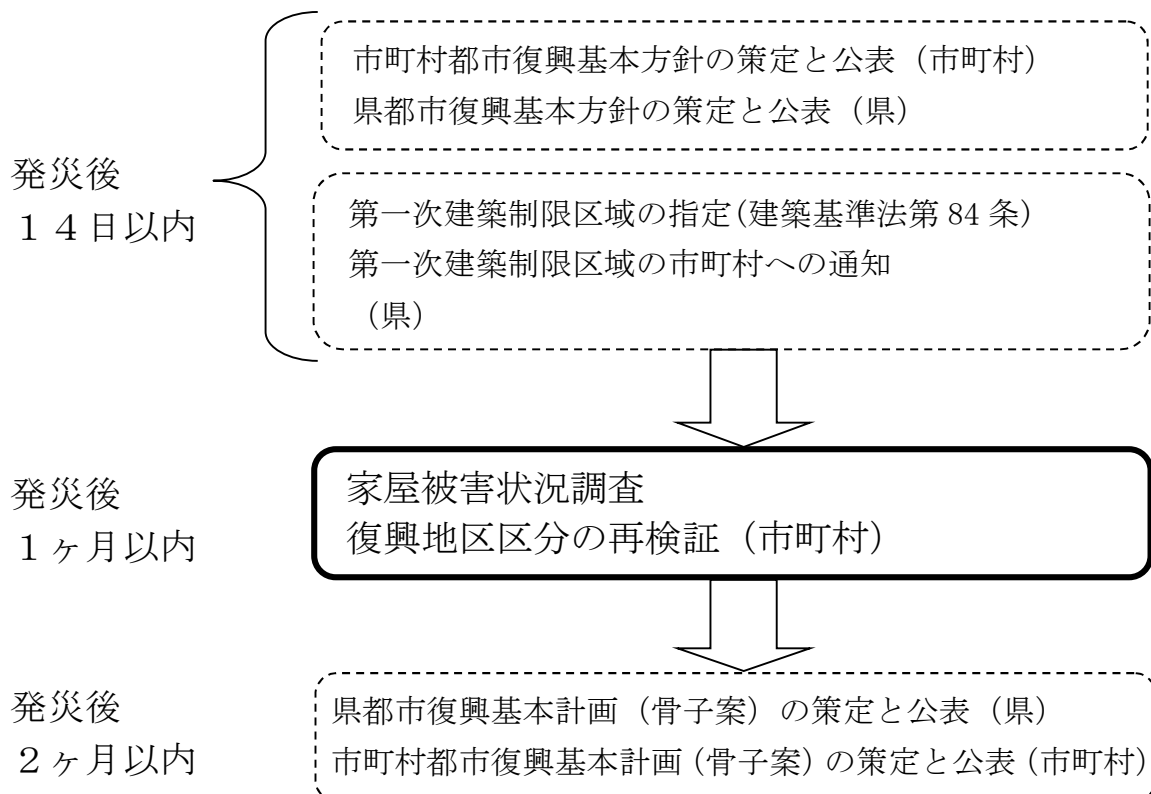 市町村都市復興基本方針の策定と公表（市町村）
県都市復興基本方針の策定と公表（県）
発災後
１４日以内
第一次建築制限区域の指定(建築基準法第 84 条)
第一次建築制限区域の市町村への通知
（県）
発災後
１ヶ月以内
家屋被害状況調査
復興地区区分の再検証（市町村）
発災後
２ヶ月以内
県都市復興基本計画（骨子案）の策定と公表（県）
市町村都市復興基本計画（骨子案）の策定と公表（市町村）